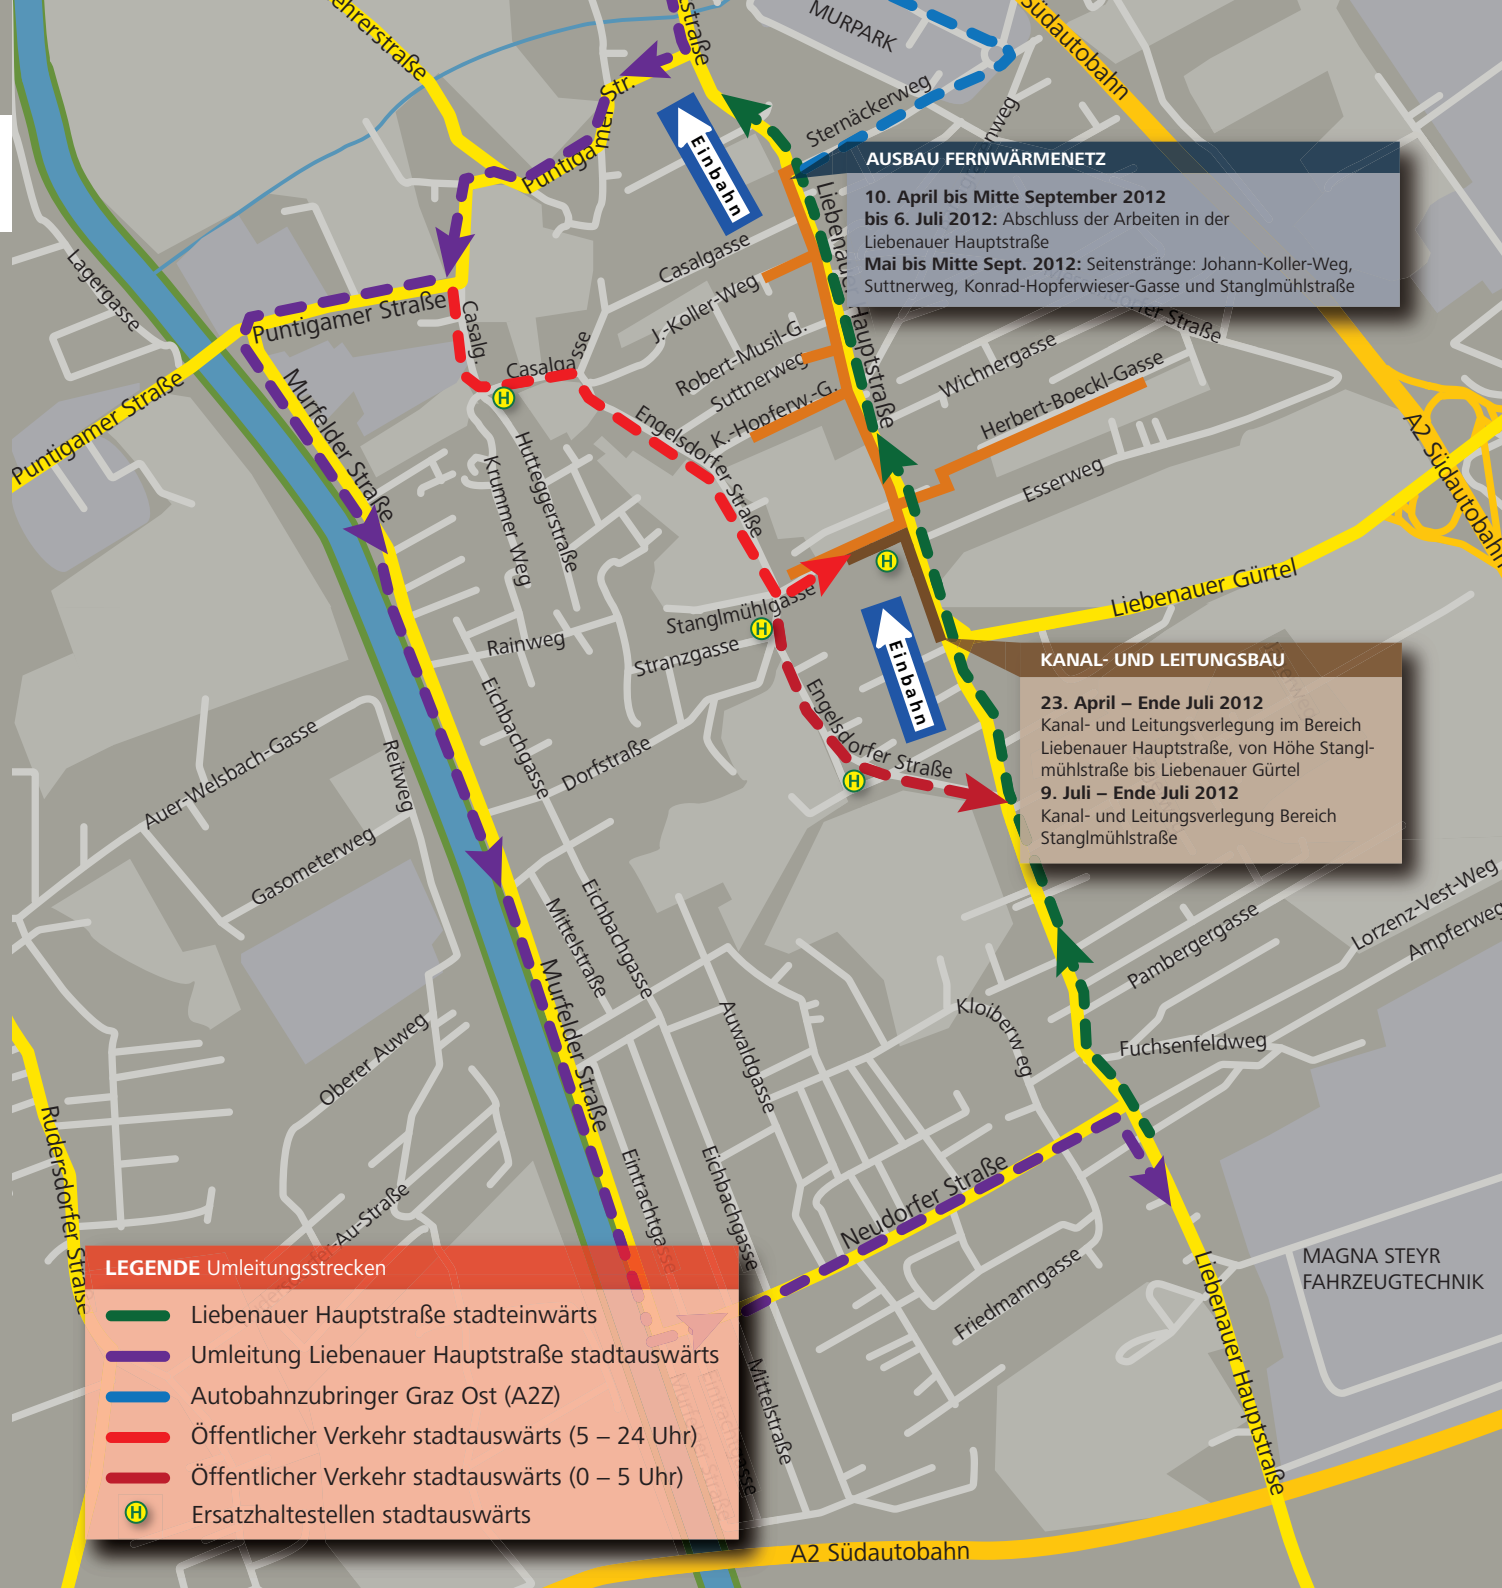 MURPARK
Südautobahn
straße
Str.
Puntigamer
Sternäckerweg
Einbahn
AUSBAU FERNWÄRMENETZ
10. April bis Mitte September 2012
bis 6. Juli 2012: Abschluss der Arbeiten in der
Liebenauer Hauptstraße
Mai bis Mitte Sept. 2012: Seitenstränge: Johann-Koller-Weg,
Suttnerweg, Konrad-Hopferwieser-Gasse und Stanglmühlstraße
Lagergasse
Casalgasse
J.-Koller-Weg
Liebenauer Hauptstraße
Puntigamer Straße
Casalg.
Casalgasse
Robert-Musil-G.
Suttnerweg
K.-Hopferw.-G.
Wichnergasse
Herbert-Boeckl-Gasse
Puntigamer Straße
Murfelder Straße
H
Engelsdorfer Straße
Esserweg
A2 Südautobahn
Krummer Weg
Hutteggerstraße
H
Liebenauer Gürtel
Stanglmühlgasse
H
Rainweg
Stranzgasse
Einbahn
KANAL- UND LEITUNGSBAU
23. April – Ende Juli 2012
Kanal- und Leitungsverlegung im Bereich
Liebenauer Hauptstraße, von Höhe Stangl-
mühlstraße bis Liebenauer Gürtel
9. Juli – Ende Juli 2012
Kanal- und Leitungsverlegung Bereich
Stanglmühlstraße
Eichbachgasse
Engelsdorfer Straße
H
Dorfstraße
Auer-Welsbach-Gasse
Reitweg
Gasometerweg
Mittelstraße
Eichbachgasse
Pambergergasse
Lorzenz-Vest-Weg
Ampferweg
Murfelder Straße
Auwaldgasse
Kloiberweg
Fuchsenfeldweg
Oberer Auweg
Rudersdorfer Straße
Eintrachtgasse
Eichbachgasse
Neudorfer Straße
Friedmanngasse
MAGNA STEYR
FAHRZEUGTECHNIK
Liebenauer Hauptstraße
LEGENDE Umleitungsstrecken
Liebenauer Hauptstraße stadteinwärts
Umleitung Liebenauer Hauptstraße stadtauswärts
Autobahnzubringer Graz Ost (A2Z)
Öffentlicher Verkehr stadtauswärts (5 – 24 Uhr)
Öffentlicher Verkehr stadtauswärts (0 – 5 Uhr)
H Ersatzhaltestellen stadtauswärts
Mittelstraße
A2 Südautobahn